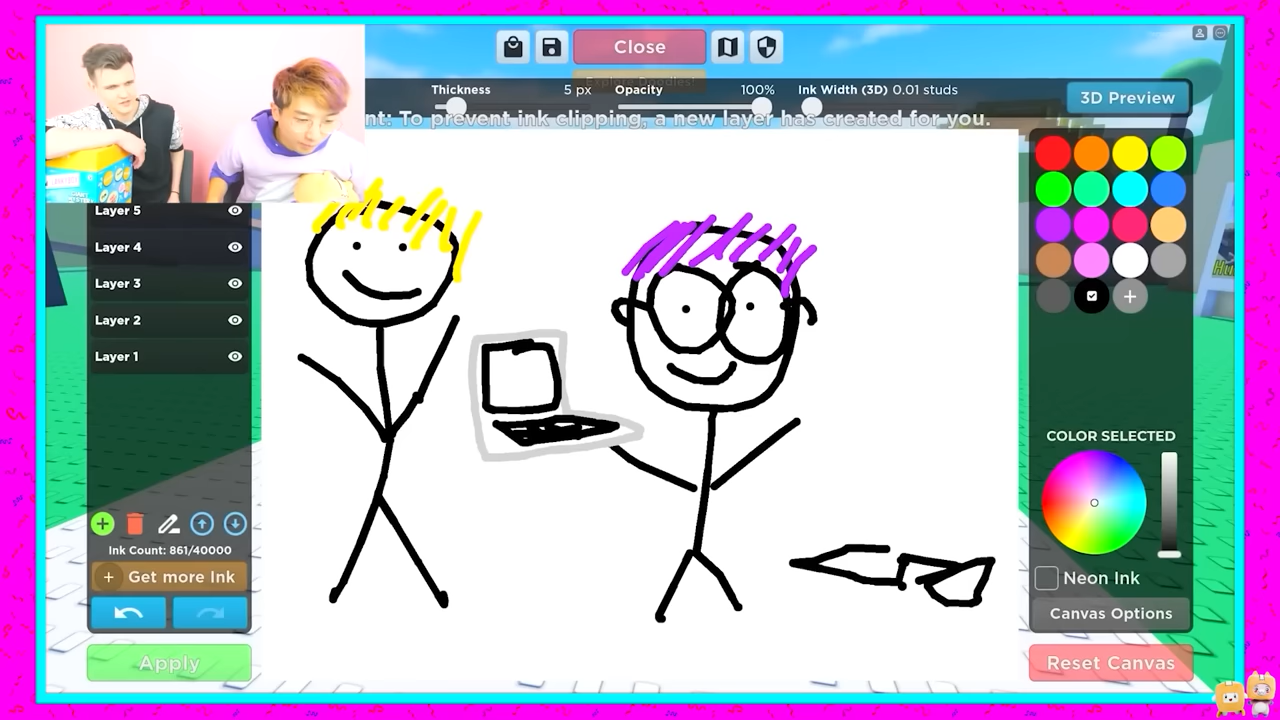 Close
Explore Doodles!
Thickness 5 px Opacity 100% Ink Width (3D) 0.01 studs
3D Preview
nt: To prevent ink clipping, a new layer has created for you.
Layer 5
Layer 4
Layer 3
Layer 2
Layer 1
COLOR SELECTED
Ink Count: 861/40000
+ Get more Ink
Neon Ink
Canvas Options
Apply
Reset Canvas